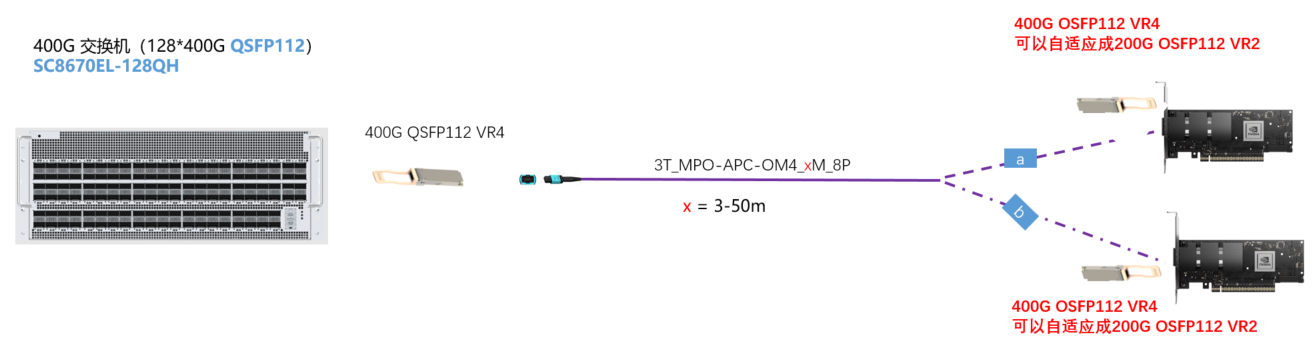 400G 交换机（128*400G QSFP112）
SC8670EL-128QH
400G QSFP112 VR4
3T_MPO-APC-OM4_xM_8P
x = 3-50m
a
b
400G OSFP112 VR4
可以自适应成200G OSFP112 VR2
400G OSFP112 VR4
可以自适应成200G OSFP112 VR2